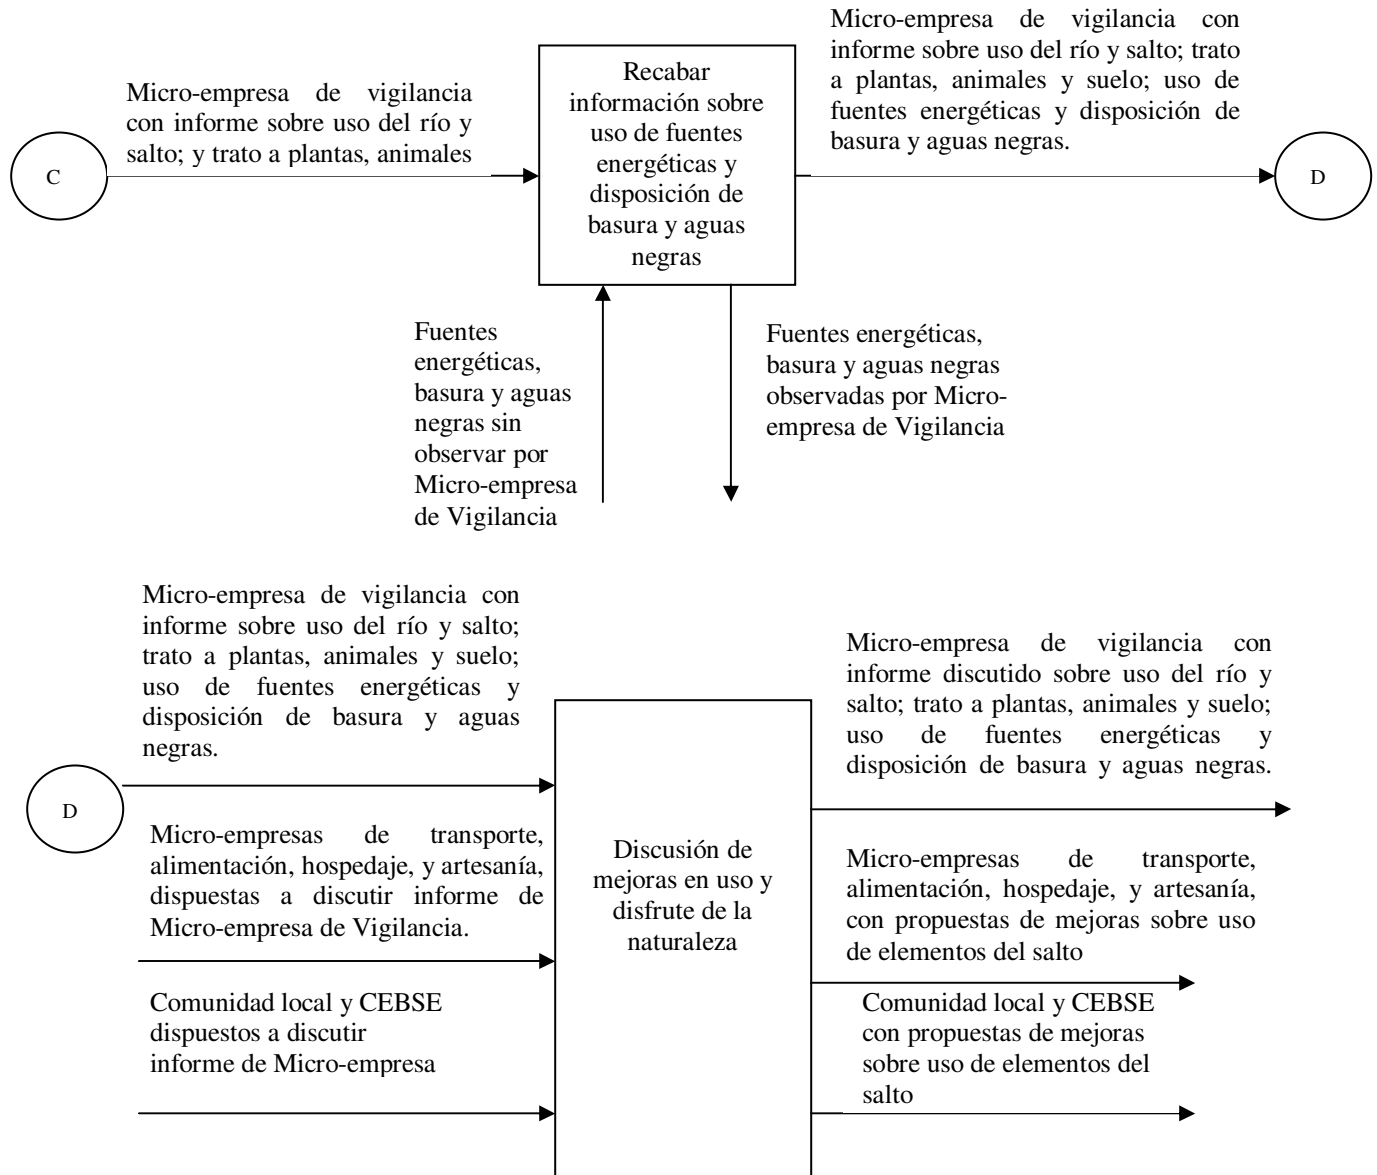 Micro-empresa de vigilancia con
informe sobre uso del río y salto; trato
a plantas, animales y suelo; uso de
fuentes energéticas y disposición de
basura y aguas negras.
Micro-empresa de vigilancia
con informe sobre uso del río y
salto; y trato a plantas, animales
C
Recabar
información sobre
uso de fuentes
energéticas y
disposición de
basura y aguas
negras
D
Fuentes
energéticas,
basura y aguas
negras sin
observar por
Micro-empresa
de Vigilancia
Fuentes energéticas,
basura y aguas negras
observadas por Micro-
empresa de Vigilancia
Micro-empresa de vigilancia con
informe sobre uso del río y salto;
trato a plantas, animales y suelo;
uso de fuentes energéticas y
disposición de basura y aguas
negras.
D
Micro-empresas de transporte,
alimentación, hospedaje, y artesanía,
dispuestas a discutir informe de
Micro-empresa de Vigilancia.
Comunidad local y CEBSE
dispuestos a discutir
informe de Micro-empresa
Discusión de
mejoras en uso y
disfrute de la
naturaleza
Micro-empresa de vigilancia con
informe discutido sobre uso del río y
salto; trato a plantas, animales y suelo;
uso de fuentes energéticas y
disposición de basura y aguas negras.
Micro-empresas de transporte,
alimentación, hospedaje, y artesanía,
con propuestas de mejoras sobre uso
de elementos del salto
Comunidad local y CEBSE
con propuestas de mejoras
sobre uso de elementos del
salto